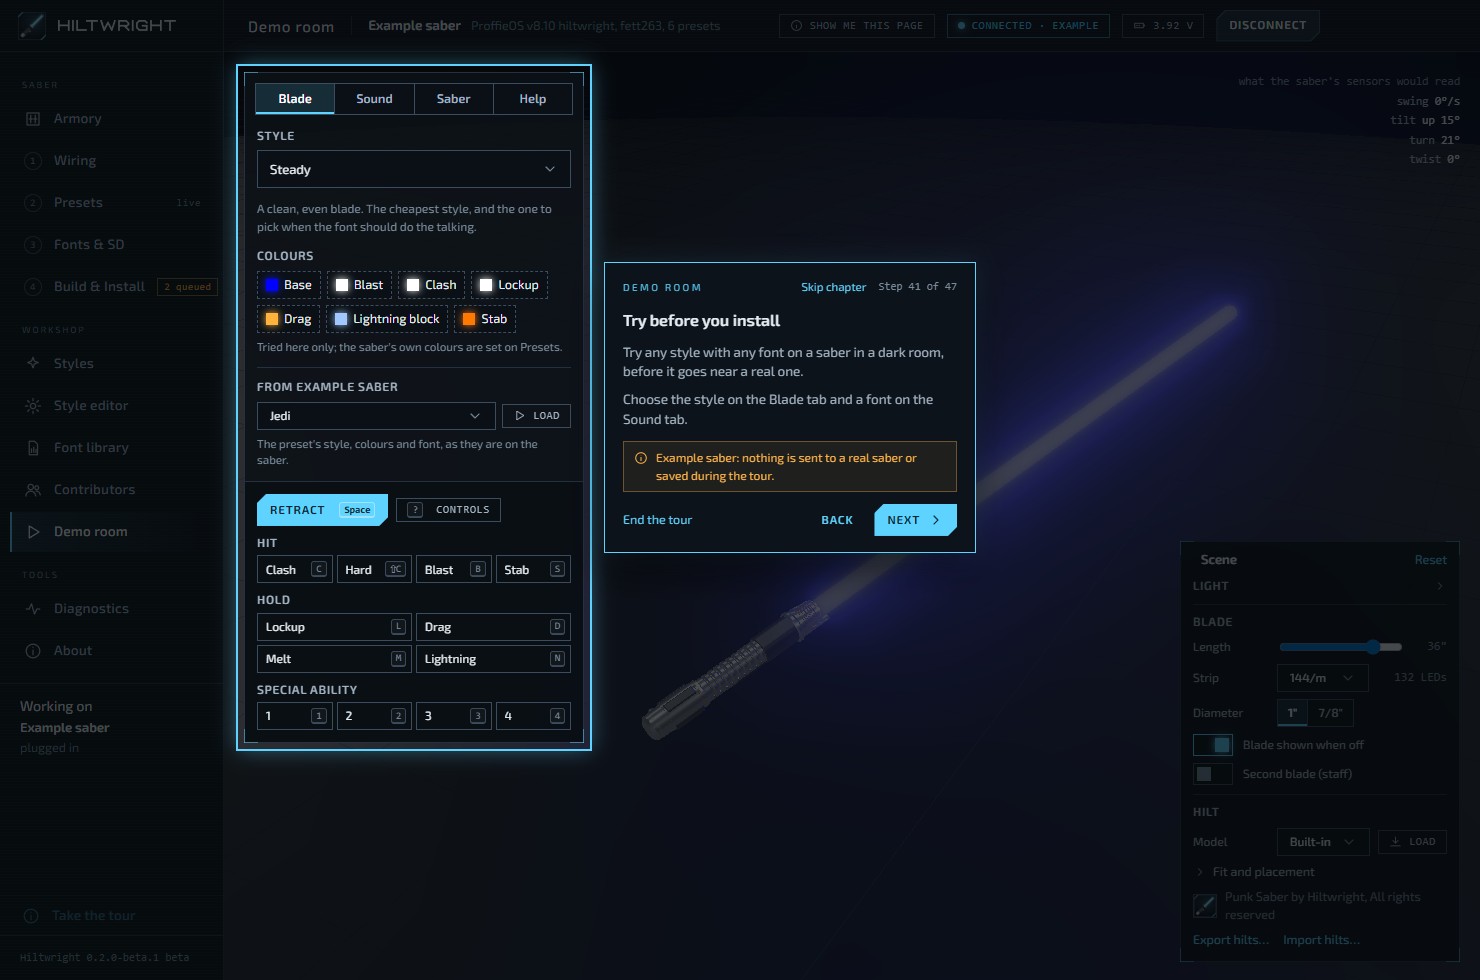 HILTWRIGHT
Demo room
Example saber ProffieOS v8.10 hiltwright, fett263, 6 presets
SHOW ME THIS PAGE
CONNECTED · EXAMPLE
3.92 V
DISCONNECT
SABER
Armory
1 Wiring
2 Presets live
3 Fonts & SD
4 Build & Install 2 queued
WORKSHOP
Styles
Style editor
Font library
Contributors
Demo room
TOOLS
Diagnostics
About
Working on
Example saber
plugged in
Take the tour
Hiltwright 0.2.0-beta.1 beta
Blade Sound Saber Help
STYLE
Steady
A clean, even blade. The cheapest style, and the one to
pick when the font should do the talking.
COLOURS
Base Blast Clash Lockup
Drag Lightning block Stab
Tried here only; the saber's own colours are set on Presets.
FROM EXAMPLE SABER
Jedi LOAD
The preset's style, colours and font, as they are on the
saber.
RETRACT Space ? CONTROLS
HIT
Clash C Hard ⇧C Blast B Stab S
HOLD
Lockup L Drag D
Melt M Lightning N
SPECIAL ABILITY
1 1 2 2 3 3 4 4
DEMO ROOM Skip chapter Step 41 of 47
Try before you install
Try any style with any font on a saber in a dark room,
before it goes near a real one.
Choose the style on the Blade tab and a font on the
Sound tab.
Example saber: nothing is sent to a real saber or
saved during the tour.
End the tour BACK NEXT
what the saber's sensors would read
swing 0°/s
tilt up 15°
turn 21°
twist 0°
Scene Reset
LIGHT
BLADE
Length 36"
Strip 144/m 132 LEDs
Diameter 1" 7/8"
Blade shown when off
Second blade (staff)
HILT
Model Built-in LOAD
Fit and placement
Punk Saber by Hiltwright, All rights
reserved
Export hilts... Import hilts...